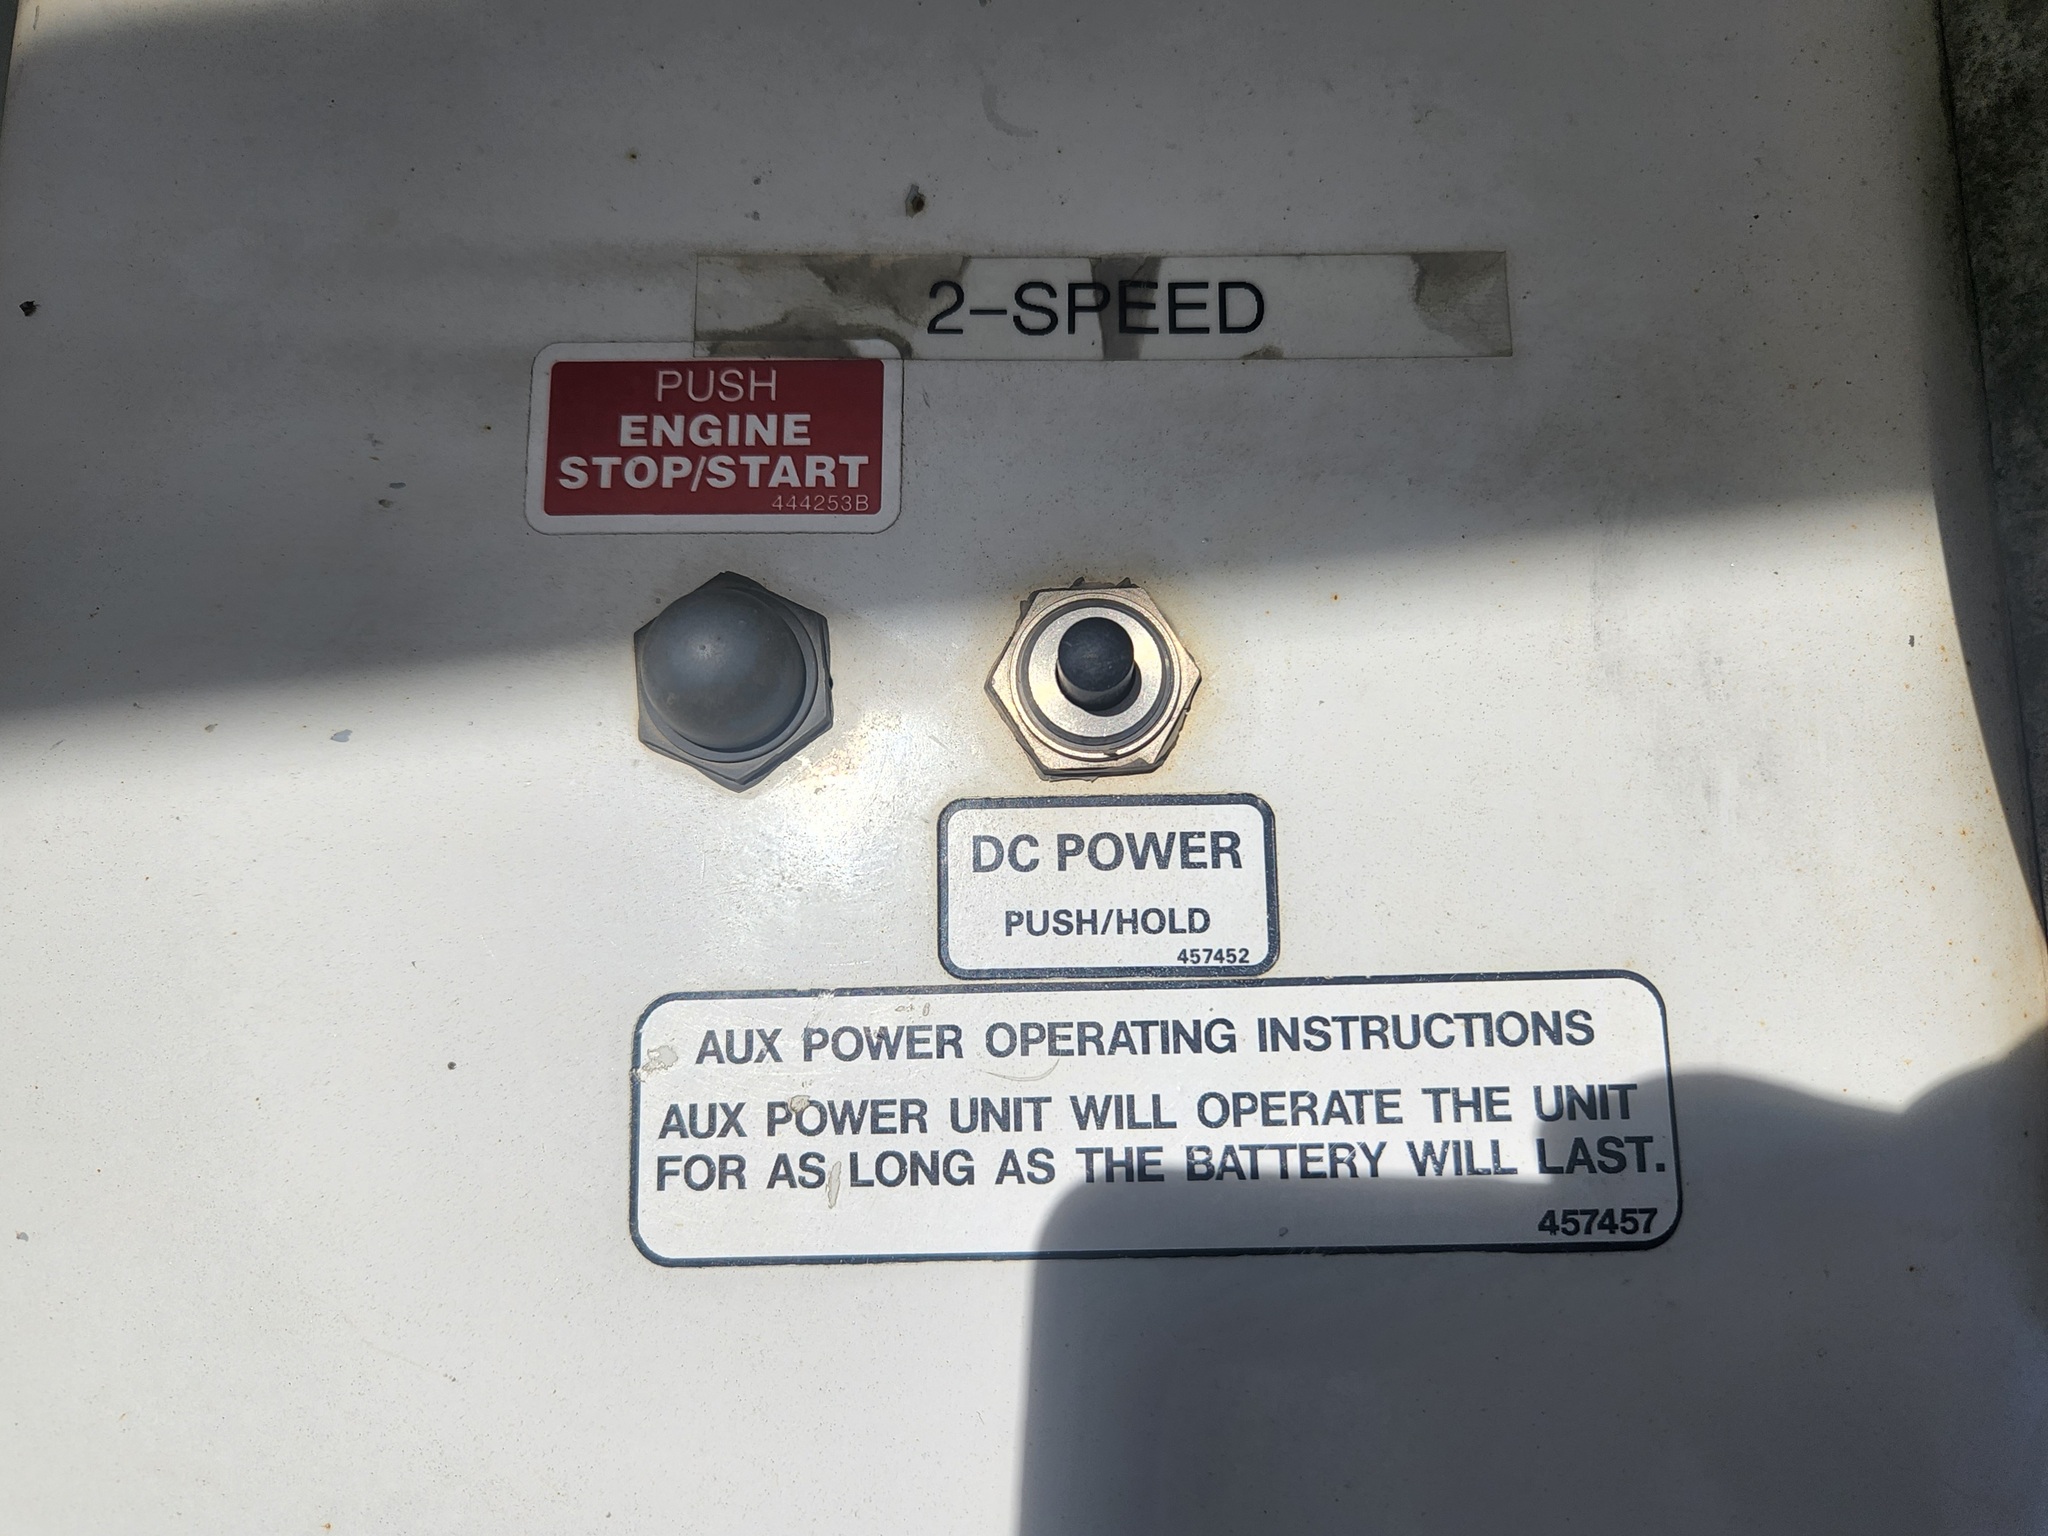 2-SPEED
PUSH
ENGINE
STOP/START
444253B
DC POWER
PUSH/HOLD
457452
AUX POWER OPERATING INSTRUCTIONS
AUX POWER UNIT WILL OPERATE THE UNIT
FOR AS LONG AS THE BATTERY WILL LAST.
457457